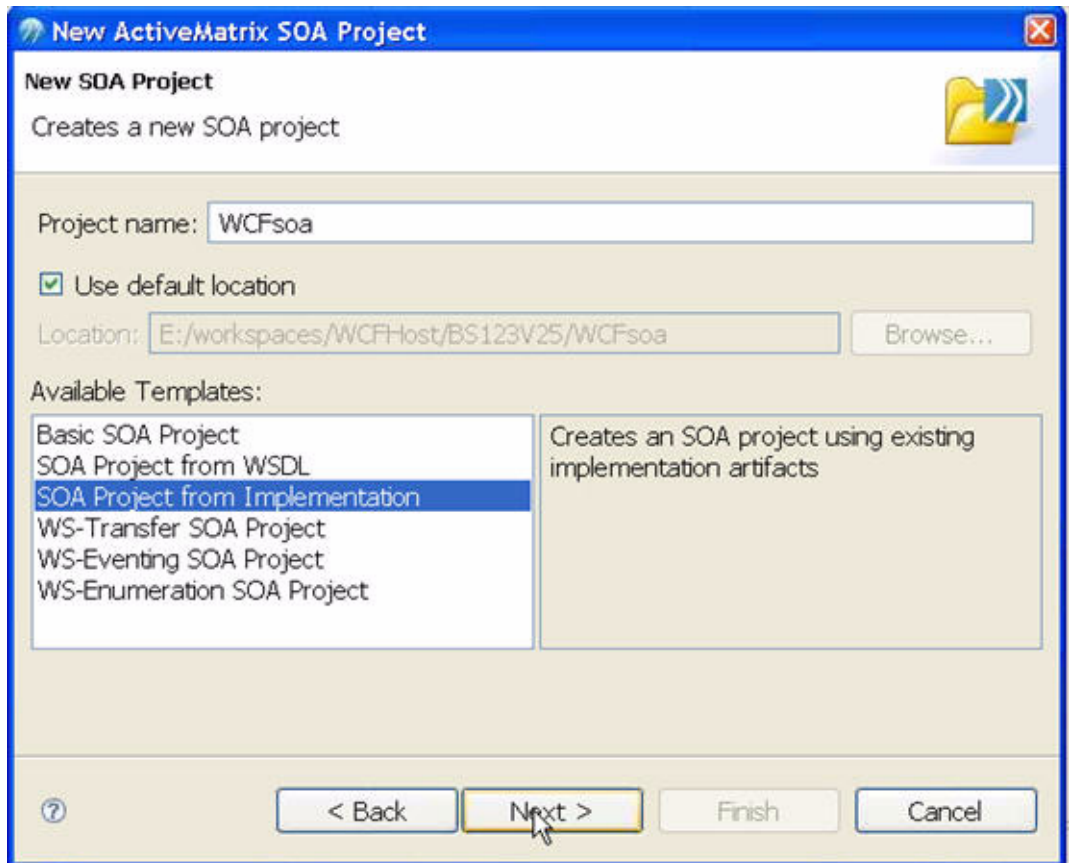 New ActiveMatrix SOA Project
New SOA Project
Creates a new SOA project
Project name: WCFsoa
Use default location
Location: E:/workspaces/WCFHost/BS123V25/WCFsoa Browse...
Available Templates:
Basic SOA Project
SOA Project from WSDL
SOA Project from Implementation
WS-Transfer SOA Project
WS-Eventing SOA Project
WS-Enumeration SOA Project
Creates an SOA project using existing
implementation artifacts
? < Back Next > Finish Cancel